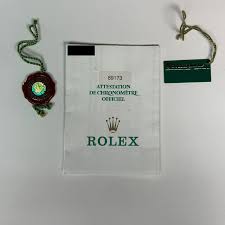 69173
ATTESTATION
DE CHRONOMÈTRE
OFFICIEL
ROLEX